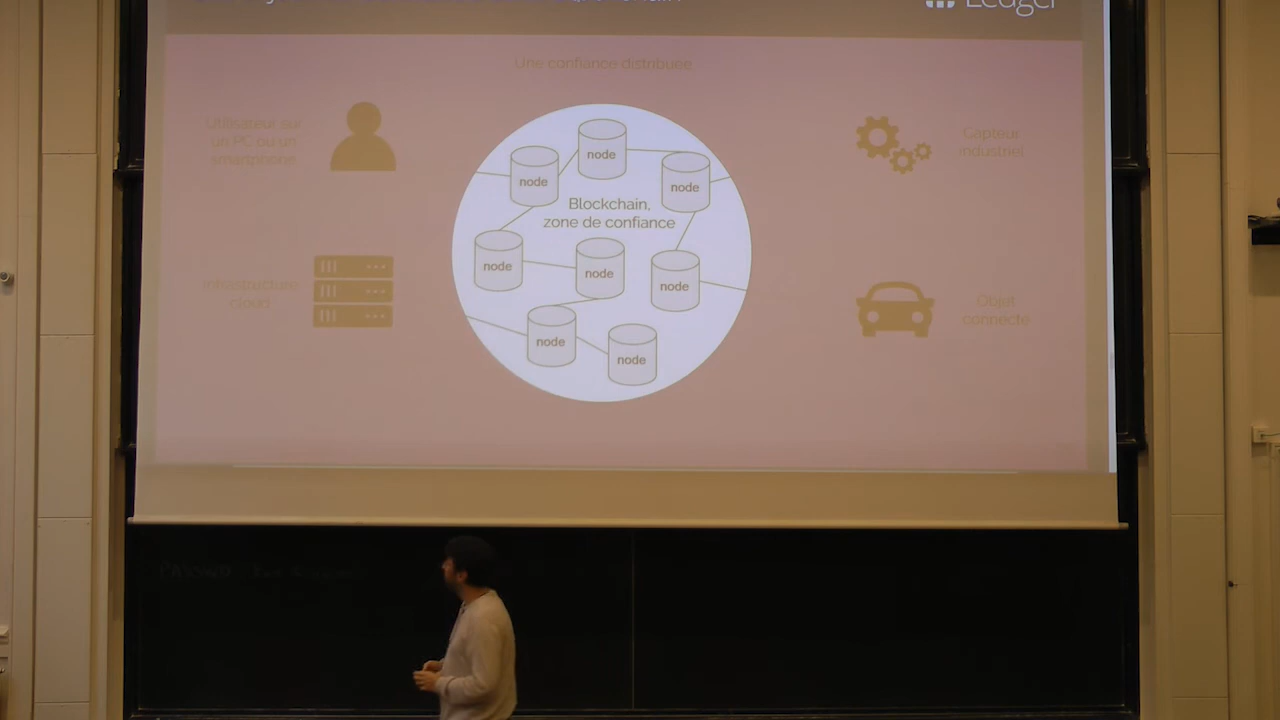 Ledger
Une confiance distribuée
Utilisateur sur
un PC ou un
smartphone
Capteur
industriel
node
node
node
Blockchain,
zone de confiance
node
node
node
Infrastructure
cloud
Objet
connecté
node
node
PASSWD